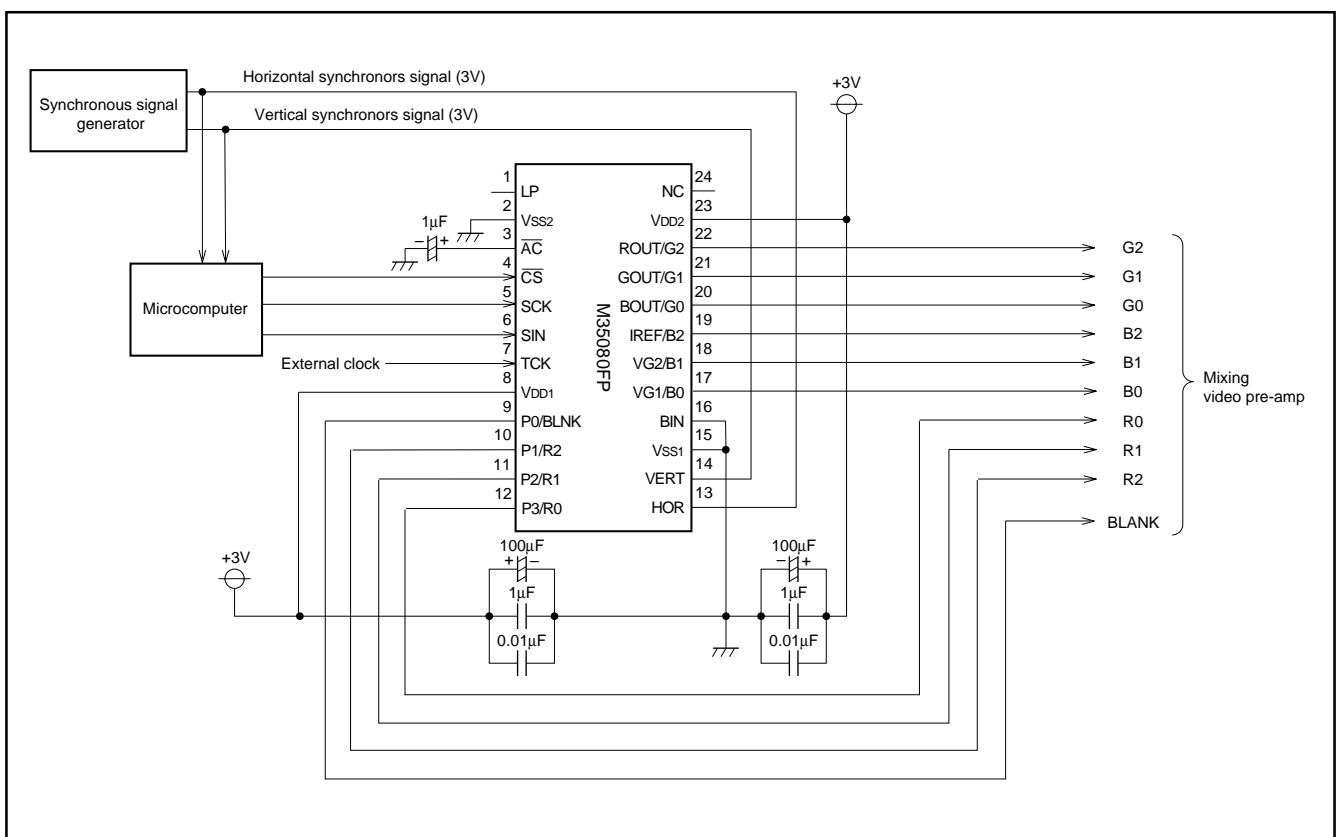 Horizontal synchronors signal (3V)
Synchronous signal
generator
Vertical synchronors signal (3V)
+3V
1
LP
2
VSS2
1µF
− +
3
AC
4
CS
5
SCK
6
SIN
7
TCK
8
VDD1
9
P0/BLNK
10
P1/R2
11
P2/R1
12
P3/R0
Microcomputer
External clock
M35080FP
24
NC
23
VDD2
22
ROUT/G2
21
GOUT/G1
20
BOUT/G0
19
IREF/B2
18
VG2/B1
17
VG1/B0
16
BIN
15
VSS1
14
VERT
13
HOR
G2
G1
G0
B2
B1
B0
R0
R1
R2
BLANK
Mixing
video pre-amp
+3V
100µF
+ −
1µF
0.01µF
100µF
− +
1µF
0.01µF